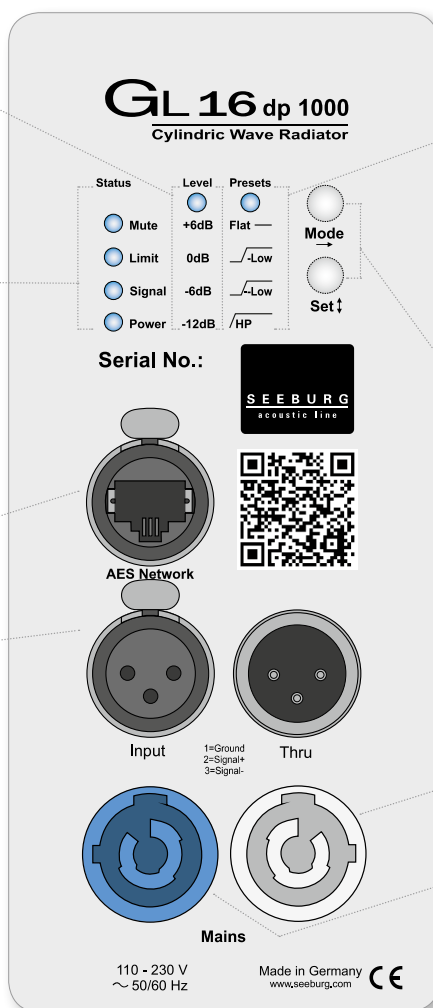 GL 16 dp 1000
Cylindric Wave Radiator
Status Level Presets
Mute +6dB Flat
Limit 0dB -Low
Signal -6dB --Low
Power -12dB HP
Mode
Set
Serial No.:
SEEBURG
acoustic line
AES Network
Input
1=Ground
2=Signal+
3=Signal-
Thru
Mains
110 - 230 V
~ 50/60 Hz
Made in Germany
www.seeburg.com
CE